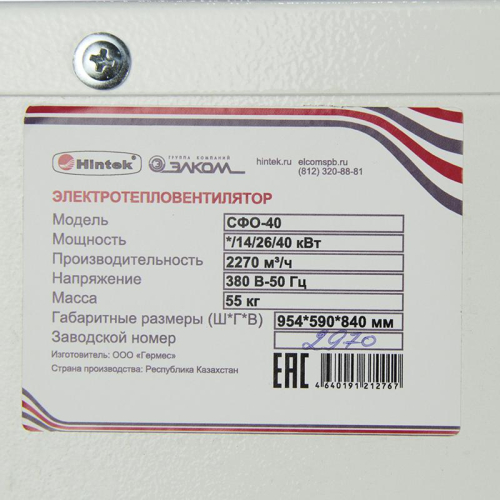 Hintek ГРУППА КОМПАНИЙ ЭЛКОМ hintek.ru elcomspb.ru
(812) 320-88-81
ЭЛЕКТРОТЕПЛОВЕНТИЛЯТОР
Модель СФО-40
Мощность */14/26/40 кВт
Производительность 2270 м³/ч
Напряжение 380 В-50 Гц
Масса 55 кг
Габаритные размеры (Ш*Г*В) 954*590*840 мм
Заводской номер 2970
Изготовитель: ООО «Гермес»
Страна производства: Республика Казахстан
EAC 4 640191 212767